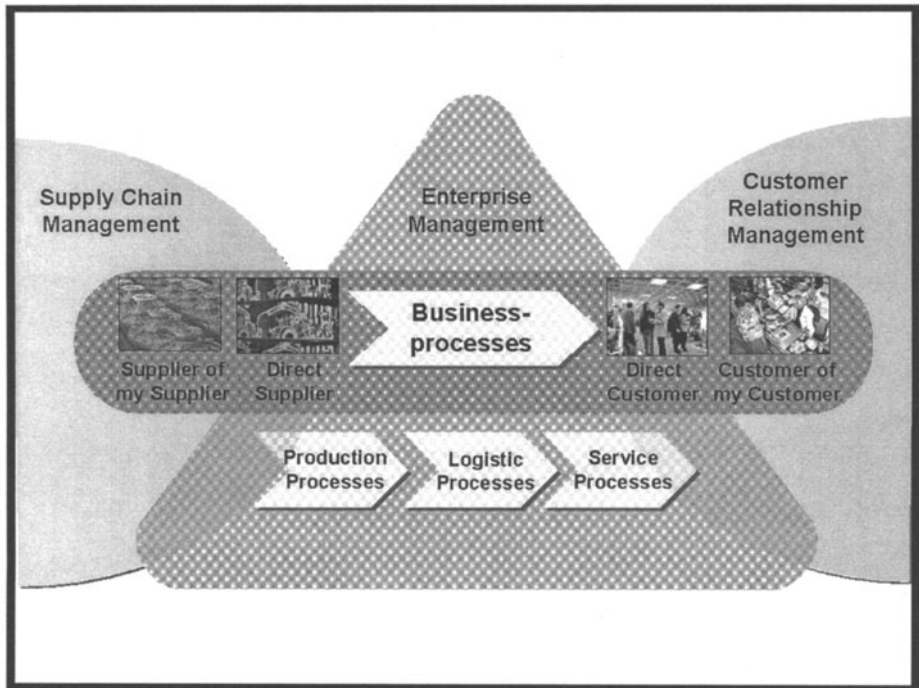 Supply Chain
Management
Enterprise
Management
Customer
Relationship
Management
Business-
processes
Supplier of
my Supplier
Direct
Supplier
Direct
Customer
Customer of
my Customer
Production
Processes
Logistic
Processes
Service
Processes